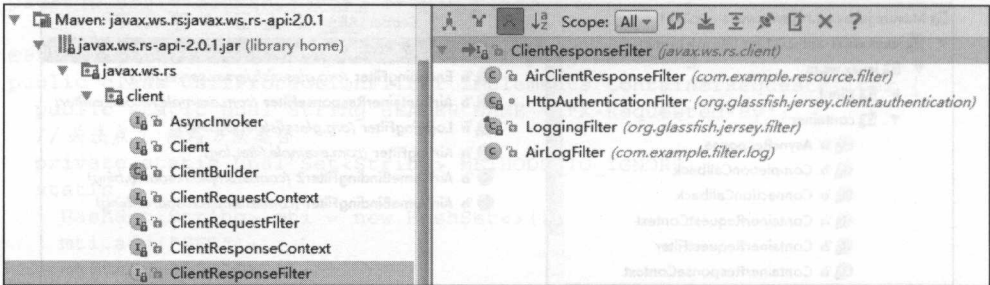 Maven: javax.ws.rs:javax.ws.rs-api:2.0.1
javax.ws.rs-api-2.0.1.jar (library home)
javax.ws.rs
client
AsyncInvoker
Client
ClientBuilder
ClientRequestContext
ClientRequestFilter
ClientResponseContext
ClientResponseFilter
Scope: All
ClientResponseFilter (javax.ws.rs.client)
AirClientResponseFilter (com.example.resource.filter)
HttpAuthenticationFilter (org.glassfish.jersey.client.authentication)
LoggingFilter (org.glassfish.jersey.filter)
AirLogFilter (com.example.filter.log)